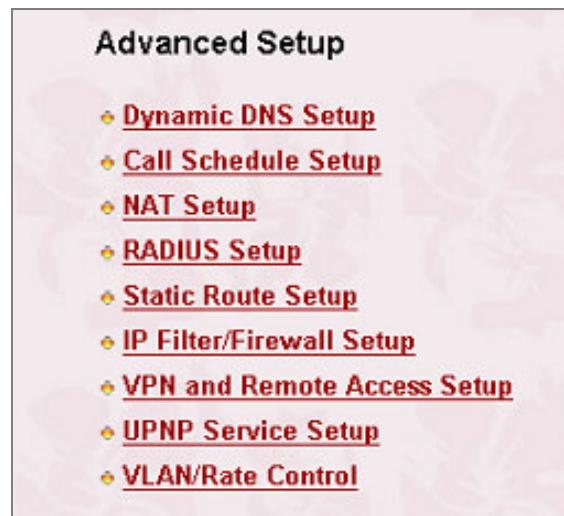 Advanced Setup
Dynamic DNS Setup
Call Schedule Setup
NAT Setup
RADIUS Setup
Static Route Setup
IP Filter/Firewall Setup
VPN and Remote Access Setup
UPNP Service Setup
VLAN/Rate Control